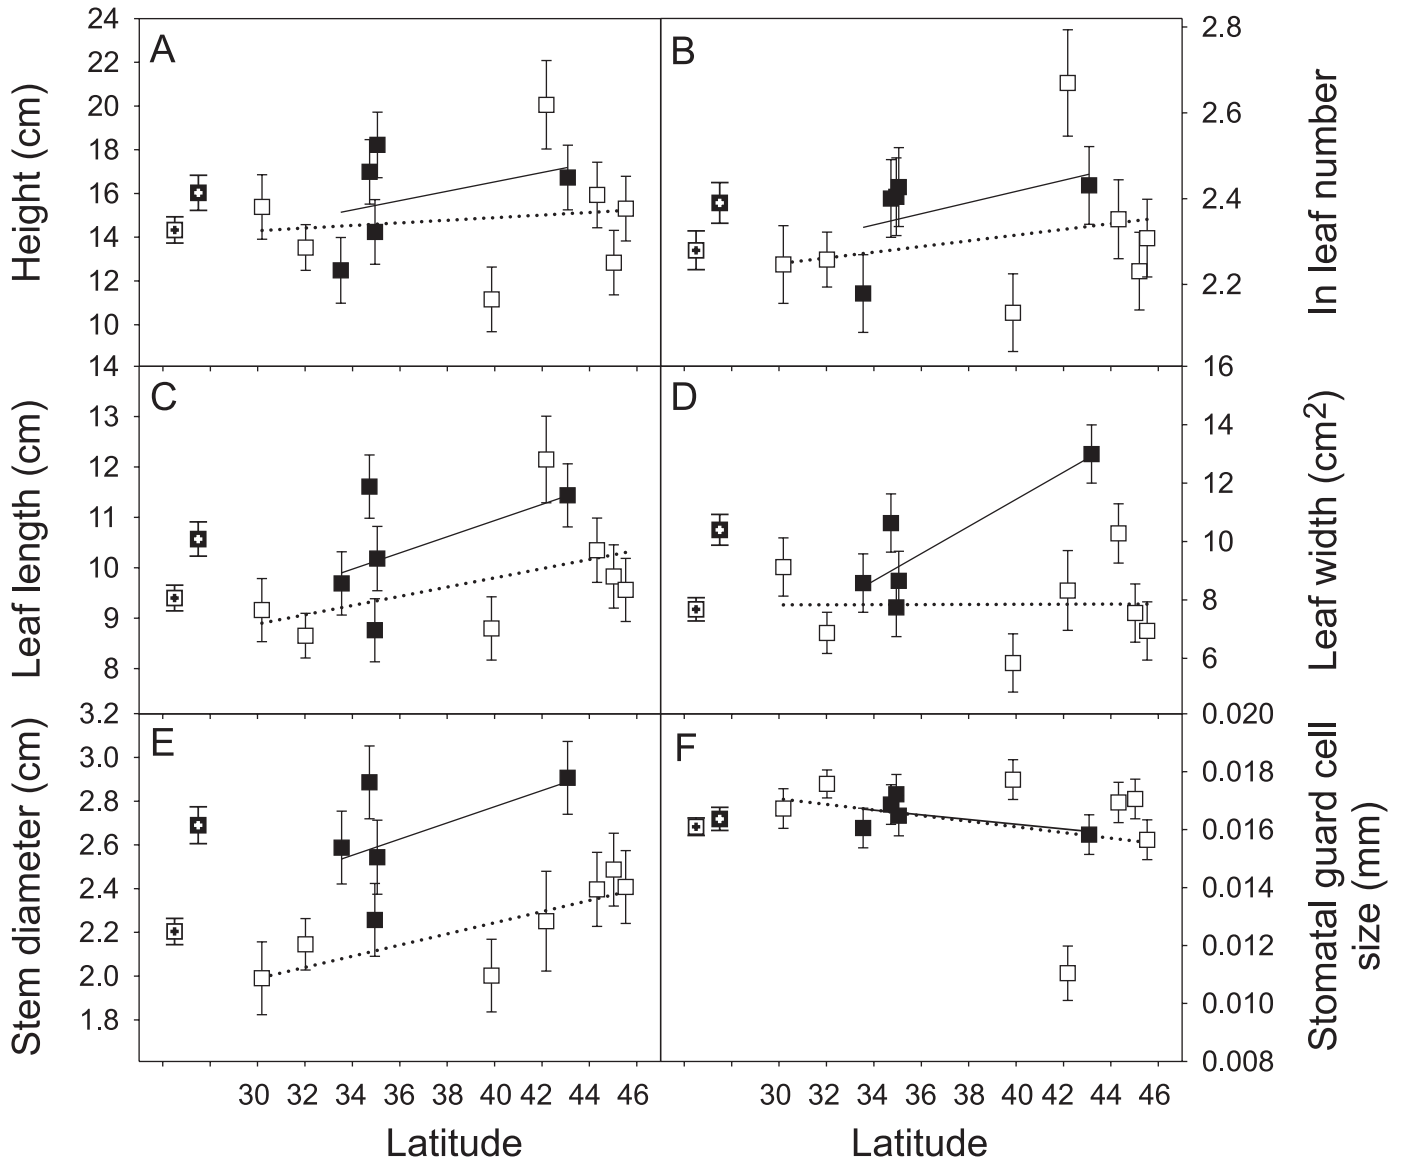 24
22
20
18
16
14
12
10
14
Height (cm)
A
B
2.8
2.6
2.4
2.2
16
ln leaf number
13
12
11
10
9
8
3.2
Leaf length (cm)
C
D
14
12
10
8
6
0.020
Leaf width (cm2)
3.0
2.8
2.6
2.4
2.2
2.0
1.8
Stem diameter (cm)
E
F
0.018
0.016
0.014
0.012
0.010
0.008
Stomatal guard cell
size (mm)
30 32 34 36 38 40 42 44 46
30 32 34 36 38 40 42 44 46
Latitude
Latitude